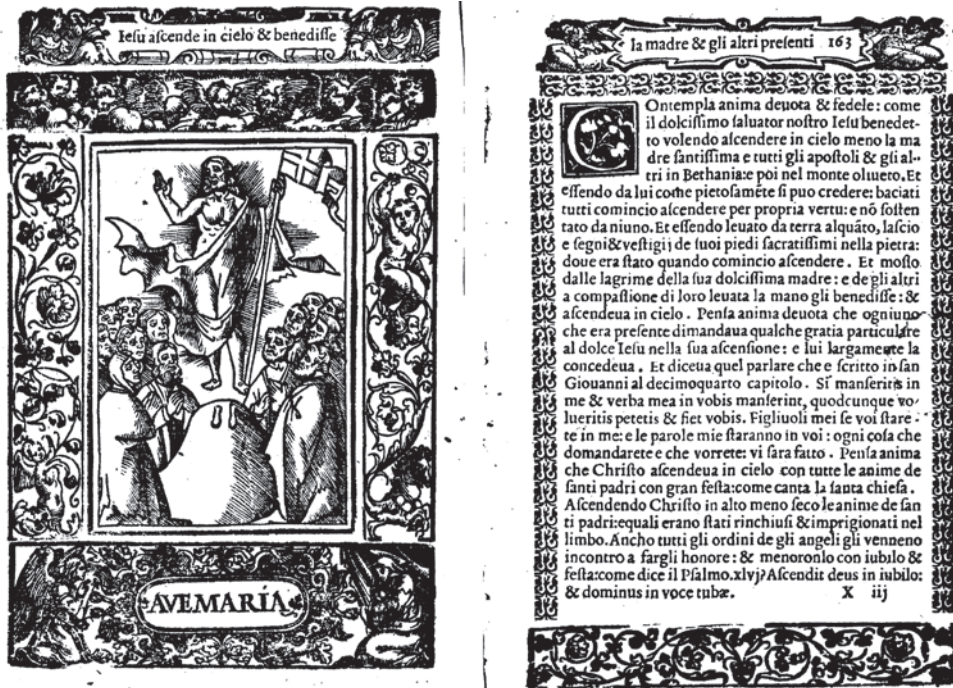 Ieſu aſcende in cielo & benediſſe
AVEMARÍA
la madre & gli altri preſenti 163
COntempla anima deuota & fedele: come
il dolciſſimo ſaluator noſtro Ieſu benedet-
to volendo aſcendere in cielo meno la ma
dre ſantiſſima e tutti gli apoſtoli & gli al-
tri in Bethania:e poi nel monte oliueto. Et
eſſendo da lui come pietoſamēte ſi puo credere: baciati
tutti comincio aſcendere per propria vertu: e nō ſoſten
tato da niuno. Et eſſendo leuato da terra alquāto, laſcio
e ſegni&veſtigij de ſuoi piedi ſacratiſſimi nella pietra:
doue era ſtato quando comincio aſcendere. Et moſſo
dalle lagrime della ſua dolciſſima madre: e de gli altri
a compaſſione di loro leuata la mano gli benediſſe: &
aſcendeua in cielo. Penſa anima deuota che ogniuno
che era preſente dimandaua qualche gratia particulare
al dolce Ieſu nella ſua aſcenſione: e lui largamente la
concedeua. Et diceua quel parlare che e ſcritto in ſan
Giouanni al decimoquarto capitolo. Si manſeritis in
me & verba mea in vobis manſerint, quodcunque vo-
lueritis petetis & fiet vobis. Figliuoli mei ſe voi ſtare-
te in me: e le parole mie ſtaranno in voi: ogni coſa che
domandarete e che vorrete: vi ſara fatto. Penſa anima
che Chriſto aſcendeua in cielo con tutte le anime de
ſanti padri con gran feſta:come canta la ſanta chieſa.
Aſcendendo Chriſto in alto meno ſeco le anime de ſan
ti padri:equali erano ſtati rinchiuſi &imprigionati nel
limbo. Ancho tutti gli ordini de gli angeli gli venneno
incontro a fargli honore: & menoronlo con iubilo &
feſta:come dice il Pſalmo.xlvj? Aſcendit deus in iubilo:
& dominus in voce tubæ. X iij